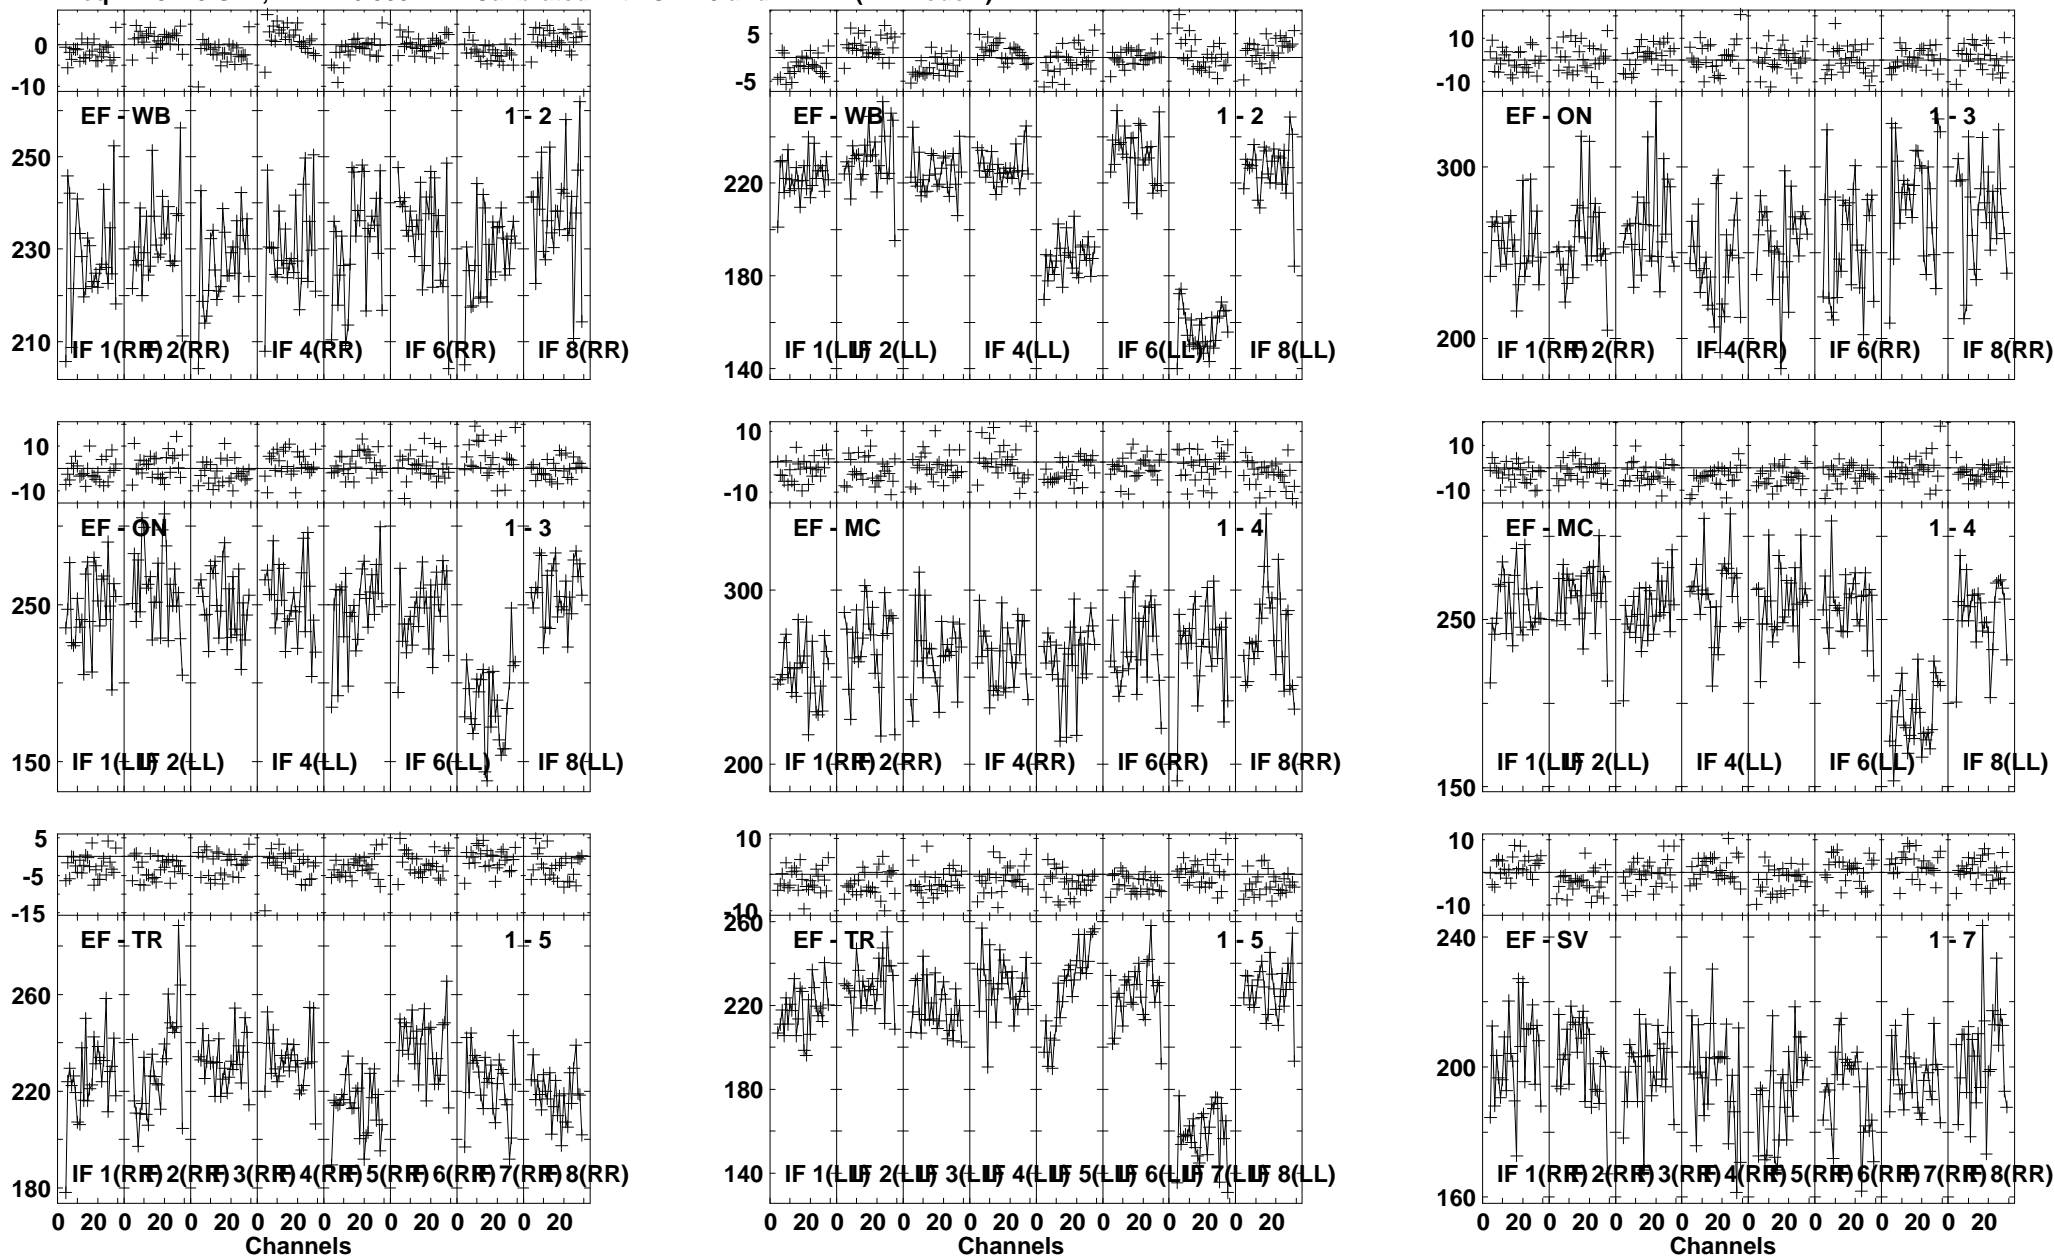 0
-10
EF - WB 1 - 2
250
230
210
IF 1(RR) IF 2(RR) IF 4(RR) IF 6(RR) IF 8(RR)
5
-5
EF - WB 1 - 2
220
180
140
IF 1(LL) IF 2(LL) IF 4(LL) IF 6(LL) IF 8(LL)
10
-10
EF - ON 1 - 3
300
200
IF 1(RR) IF 2(RR) IF 4(RR) IF 6(RR) IF 8(RR)
10
-10
EF - ON 1 - 3
250
150
IF 1(LL) IF 2(LL) IF 4(LL) IF 6(LL) IF 8(LL)
10
-10
EF - MC 1 - 4
300
200
IF 1(RR) IF 2(RR) IF 4(RR) IF 6(RR) IF 8(RR)
10
-10
EF - MC 1 - 4
250
150
IF 1(LL) IF 2(LL) IF 4(LL) IF 6(LL) IF 8(LL)
5
-5
-15
EF - TR 1 - 5
260
220
180
IF 1(RR) IF 2(RR) IF 3(RR) IF 4(RR) IF 5(RR) IF 6(RR) IF 7(RR) IF 8(RR)
0 20 0 20 0 20 0 20 0 20 0 20 0 20 0 20
Channels
10
-10
EF - TR 1 - 5
260
220
180
140
IF 1(LL) IF 2(LL) IF 3(LL) IF 4(LL) IF 5(LL) IF 6(LL) IF 7(LL) IF 8(LL)
0 20 0 20 0 20 0 20 0 20 0 20 0 20 0 20
Channels
10
-10
EF - SV 1 - 7
240
200
160
IF 1(RR) IF 2(RR) IF 3(RR) IF 4(RR) IF 5(RR) IF 6(RR) IF 7(RR) IF 8(RR)
0 20 0 20 0 20 0 20 0 20 0 20 0 20 0 20
Channels